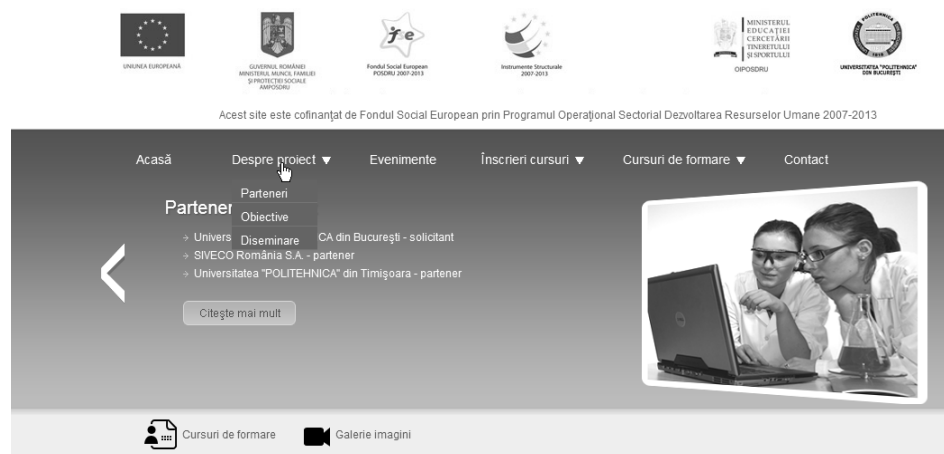 UNIUNEA EUROPEANĂ
GUVERNUL ROMÂNIEI
MINISTERUL MUNCII, FAMILIEI
ŞI PROTECŢIEI SOCIALE
AMPOSDRU
Fondul Social European
POSDRU 2007-2013
Instrumente Structurale
2007-2013
MINISTERUL
EDUCAŢIEI
CERCETĂRII
TINERETULUI
ŞI SPORTULUI
OIPOSDRU
UNIVERSITATEA "POLITEHNICA"
DIN BUCUREŞTI
Acest site este cofinanţat de Fondul Social European prin Programul Operaţional Sectorial Dezvoltarea Resurselor Umane 2007-2013
Acasă Despre proiect Evenimente Înscrieri cursuri Cursuri de formare Contact
Parteneri
Obiective
Diseminare
Partener
Univers CA din Bucureşti - solicitant
SIVECO România S.A. - partener
Universitatea "POLITEHNICA" din Timişoara - partener
Citeşte mai mult
Cursuri de formare Galerie imagini